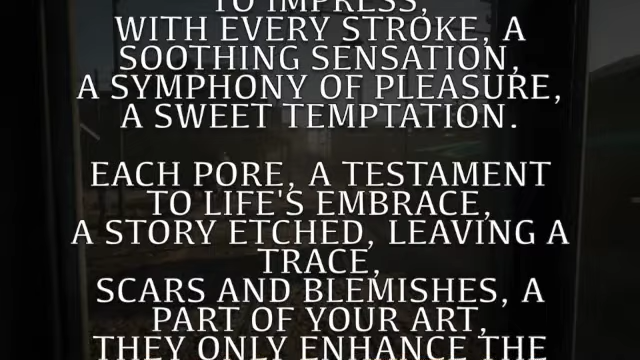 TO IMPRESS,
WITH EVERY STROKE, A
SOOTHING SENSATION,
A SYMPHONY OF PLEASURE,
A SWEET TEMPTATION.
EACH PORE, A TESTAMENT
TO LIFE'S EMBRACE,
A STORY ETCHED, LEAVING A
TRACE,
SCARS AND BLEMISHES, A
PART OF YOUR ART,
THEY ONLY ENHANCE THE